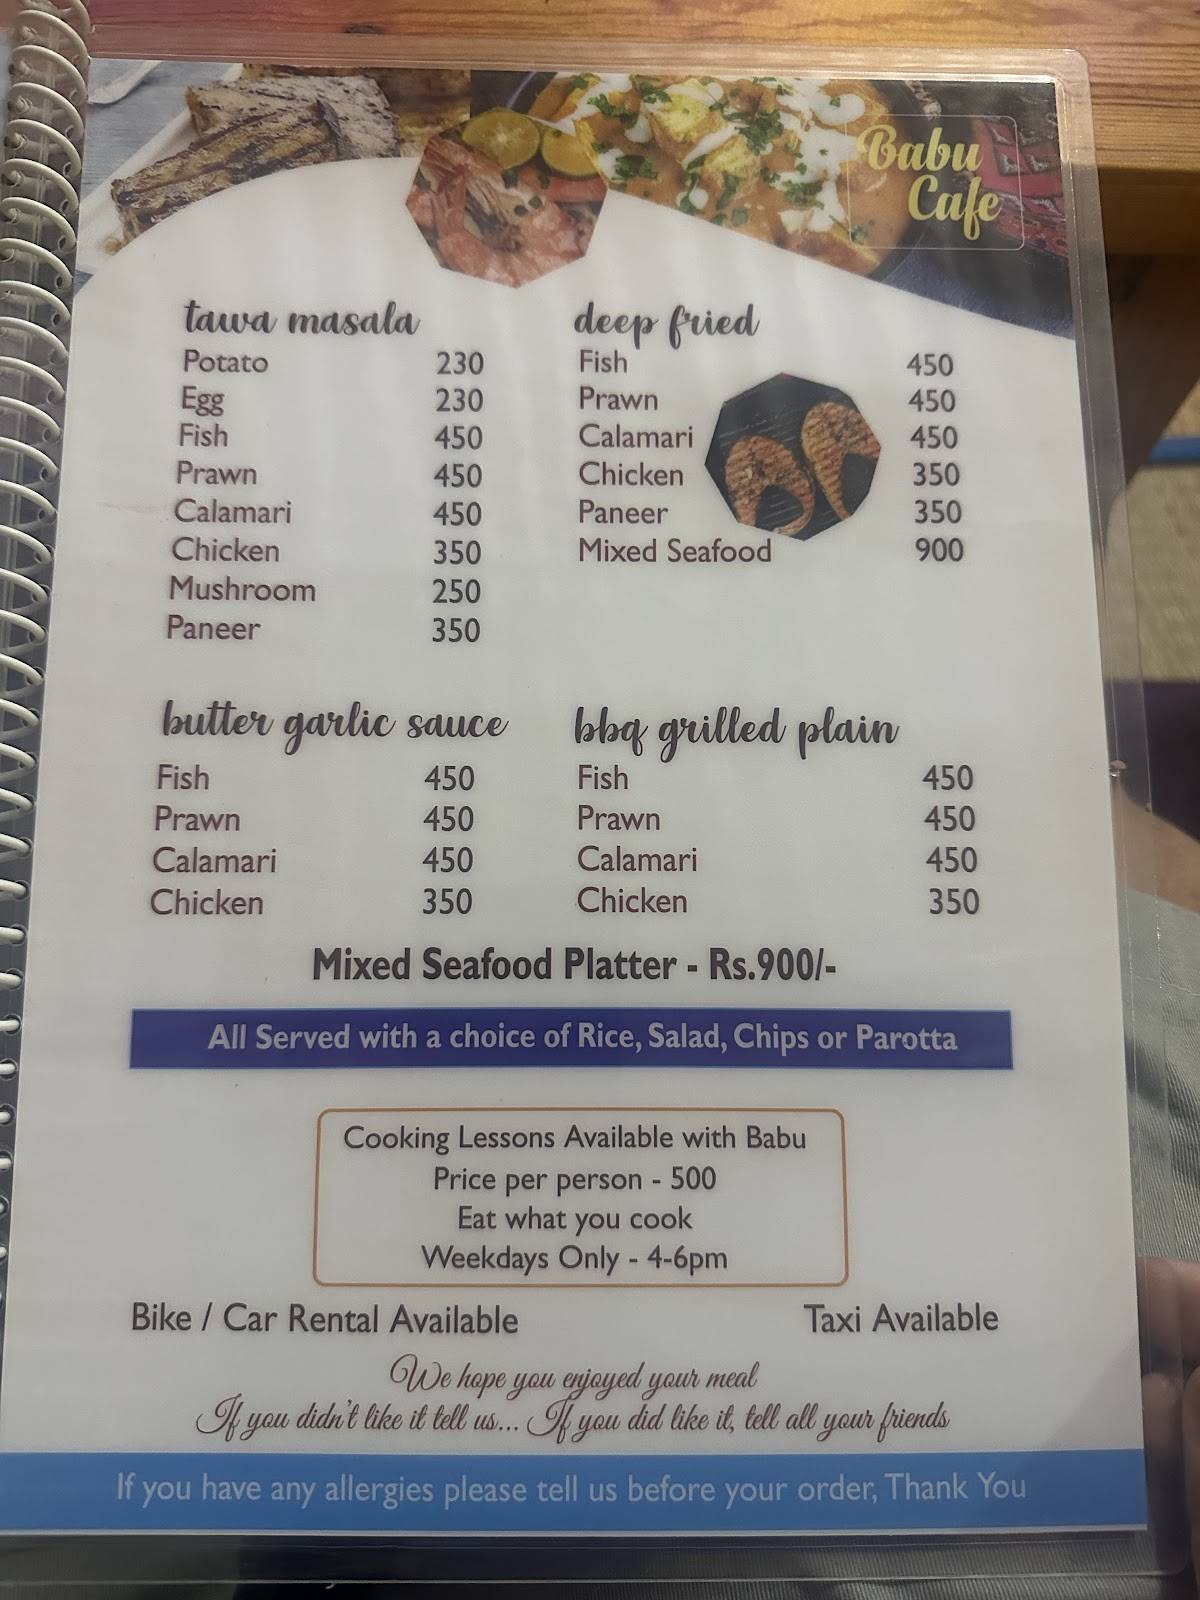 Babu
Cafe
tawa masala
Potato 230
Egg 230
Fish 450
Prawn 450
Calamari 450
Chicken 350
Mushroom 250
Paneer 350
deep fried
Fish 450
Prawn 450
Calamari 450
Chicken 350
Paneer 350
Mixed Seafood 900
butter garlic sauce
Fish 450
Prawn 450
Calamari 450
Chicken 350
bbq grilled plain
Fish 450
Prawn 450
Calamari 450
Chicken 350
Mixed Seafood Platter - Rs.900/-
All Served with a choice of Rice, Salad, Chips or Parotta
Cooking Lessons Available with Babu
Price per person - 500
Eat what you cook
Weekdays Only - 4-6pm
Bike / Car Rental Available Taxi Available
We hope you enjoyed your meal
If you didn't like it tell us... If you did like it, tell all your friends
If you have any allergies please tell us before your order, Thank You